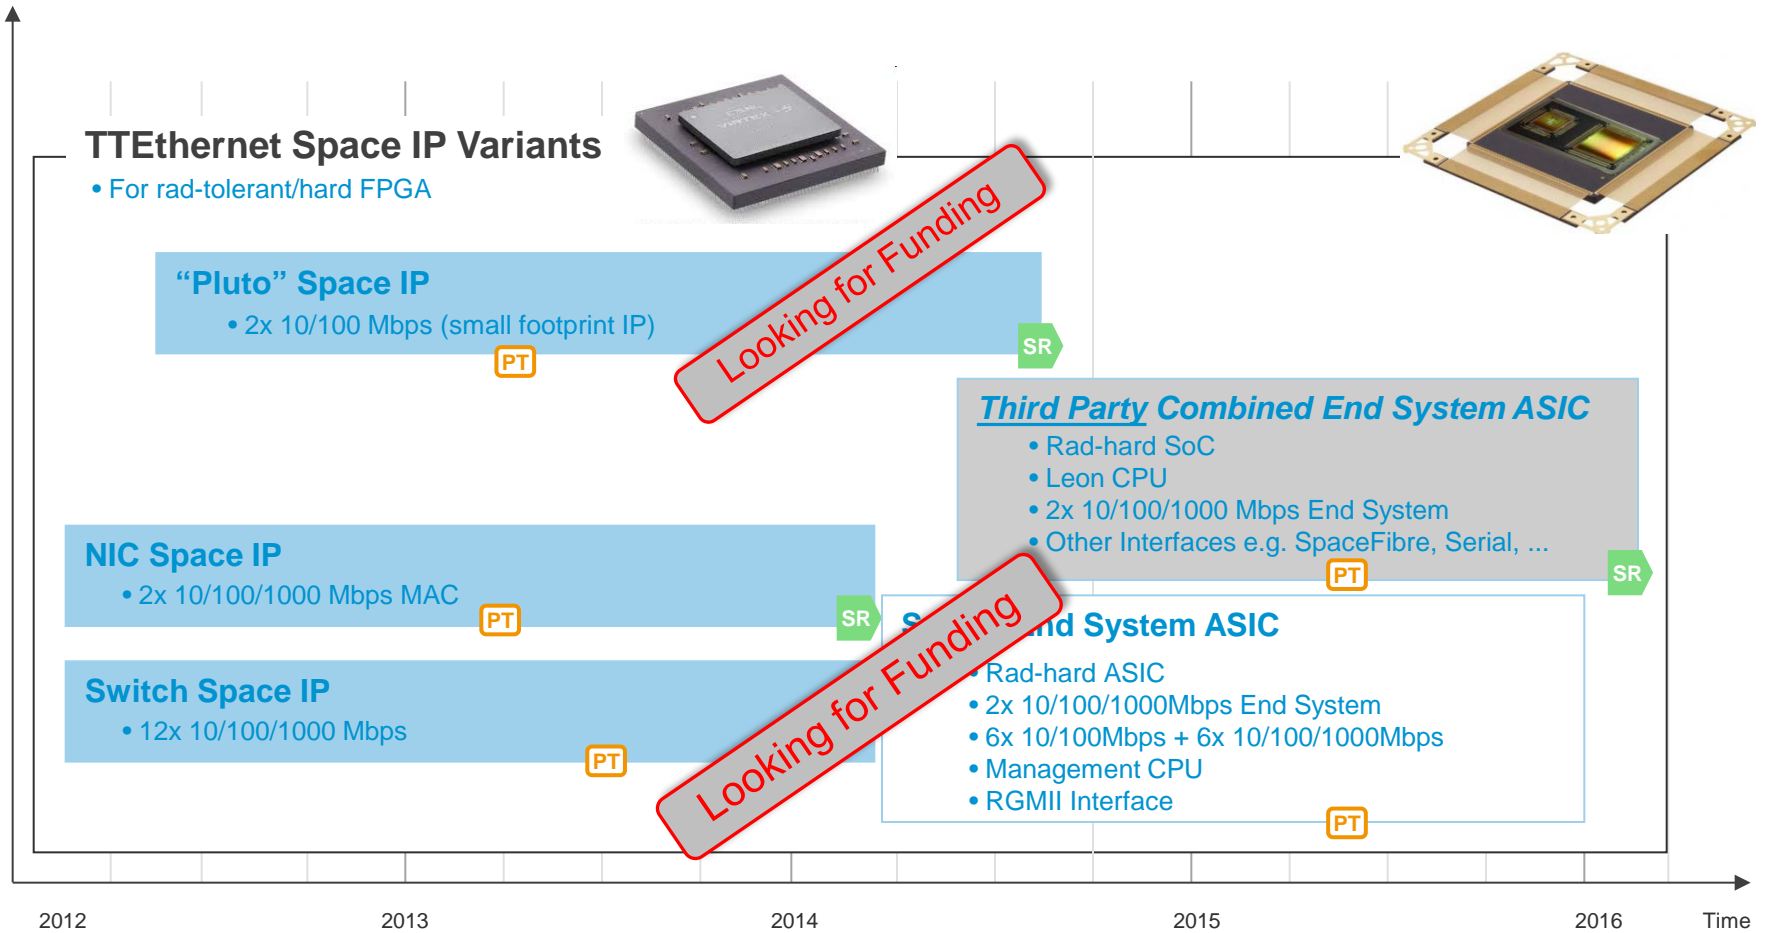 TTEthernet Space IP Variants
• For rad-tolerant/hard FPGA
“Pluto” Space IP
• 2x 10/100 Mbps (small footprint IP)
PT
SR
Looking for Funding
Third Party Combined End System ASIC
• Rad-hard SoC
• Leon CPU
• 2x 10/100/1000 Mbps End System
• Other Interfaces e.g. SpaceFibre, Serial, ...
PT
SR
NIC Space IP
• 2x 10/100/1000 Mbps MAC
PT
SR
Switch Space IP
• 12x 10/100/1000 Mbps
PT
Looking for Funding
End System ASIC
• Rad-hard ASIC
• 2x 10/100/1000Mbps End System
• 6x 10/100Mbps + 6x 10/100/1000Mbps
• Management CPU
• RGMII Interface
PT
2012 2013 2014 2015 2016 Time